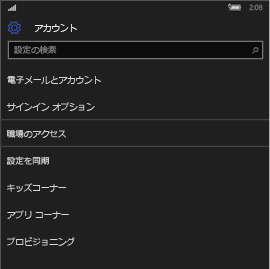 2:08
アカウント
設定の検索
電子メールとアカウント
サインイン オプション
職場のアクセス
設定を同期
キッズコーナー
アプリ コーナー
プロビジョニング